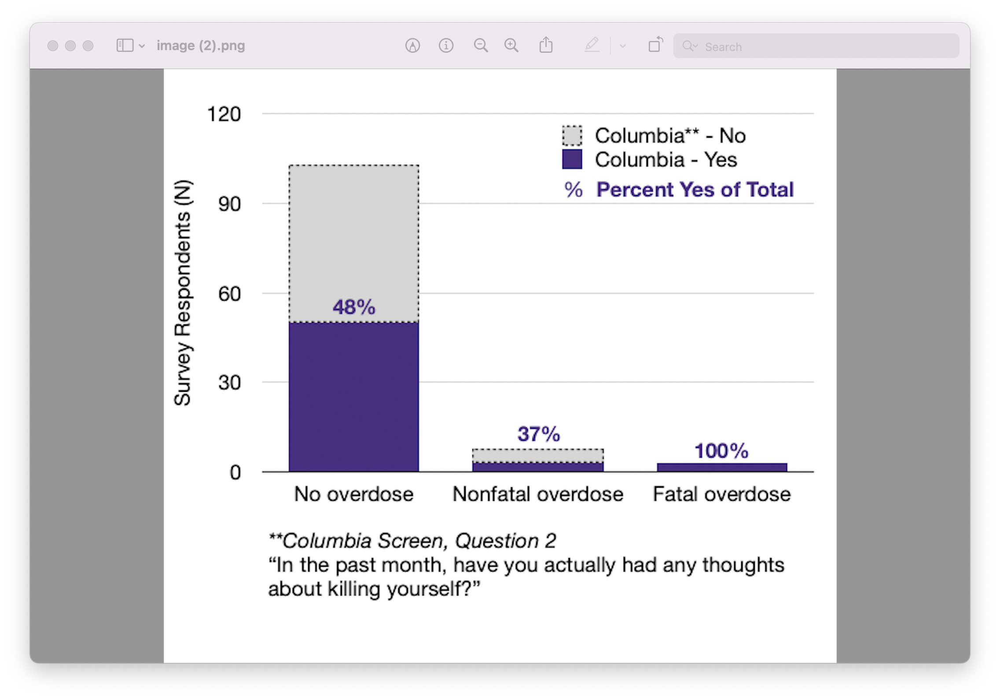 image (2).png
Search
120
90
60
30
0
Survey Respondents (N)
Columbia** - No
Columbia - Yes
% Percent Yes of Total
48%
37%
100%
No overdose
Nonfatal overdose
Fatal overdose
**Columbia Screen, Question 2
“In the past month, have you actually had any thoughts
about killing yourself?”